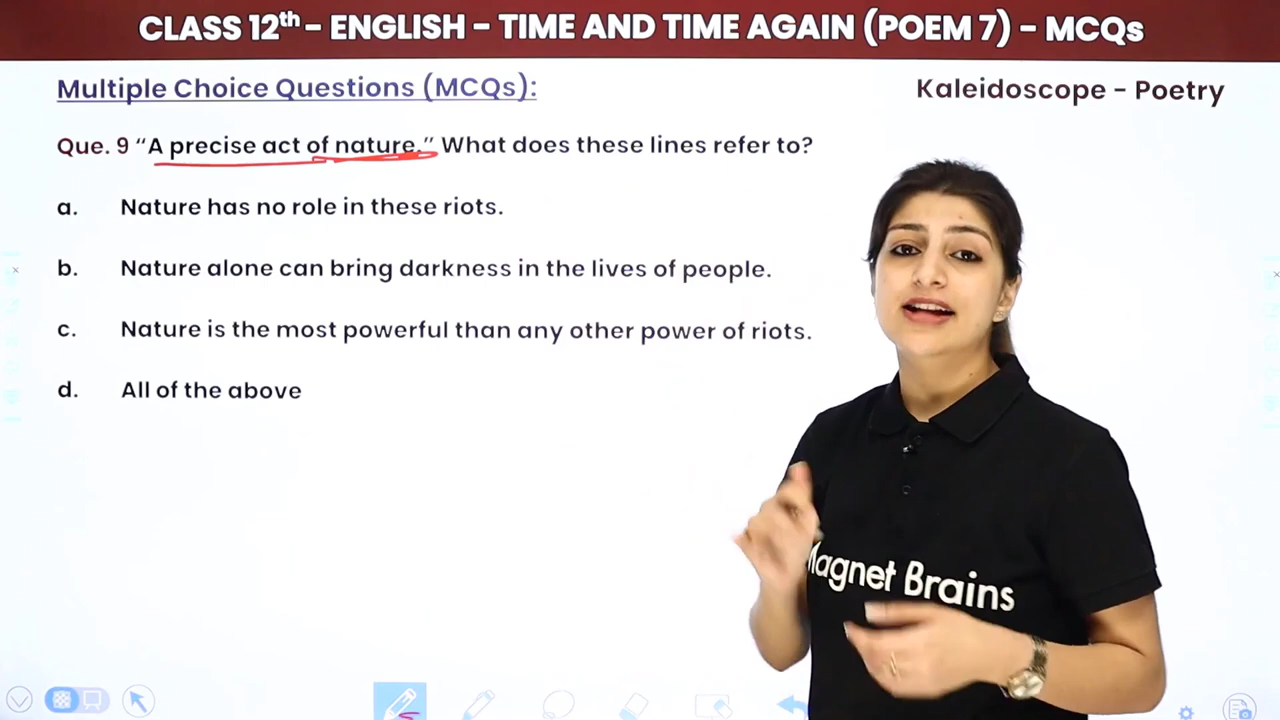 CLASS 12th – ENGLISH – TIME AND TIME AGAIN (POEM 7) – MCQs
Multiple Choice Questions (MCQs):
Kaleidoscope – Poetry
Que. 9 “A precise act of nature.” What does these lines refer to?
a. Nature has no role in these riots.
b. Nature alone can bring darkness in the lives of people.
c. Nature is the most powerful than any other power of riots.
d. All of the above
Magnet Brains